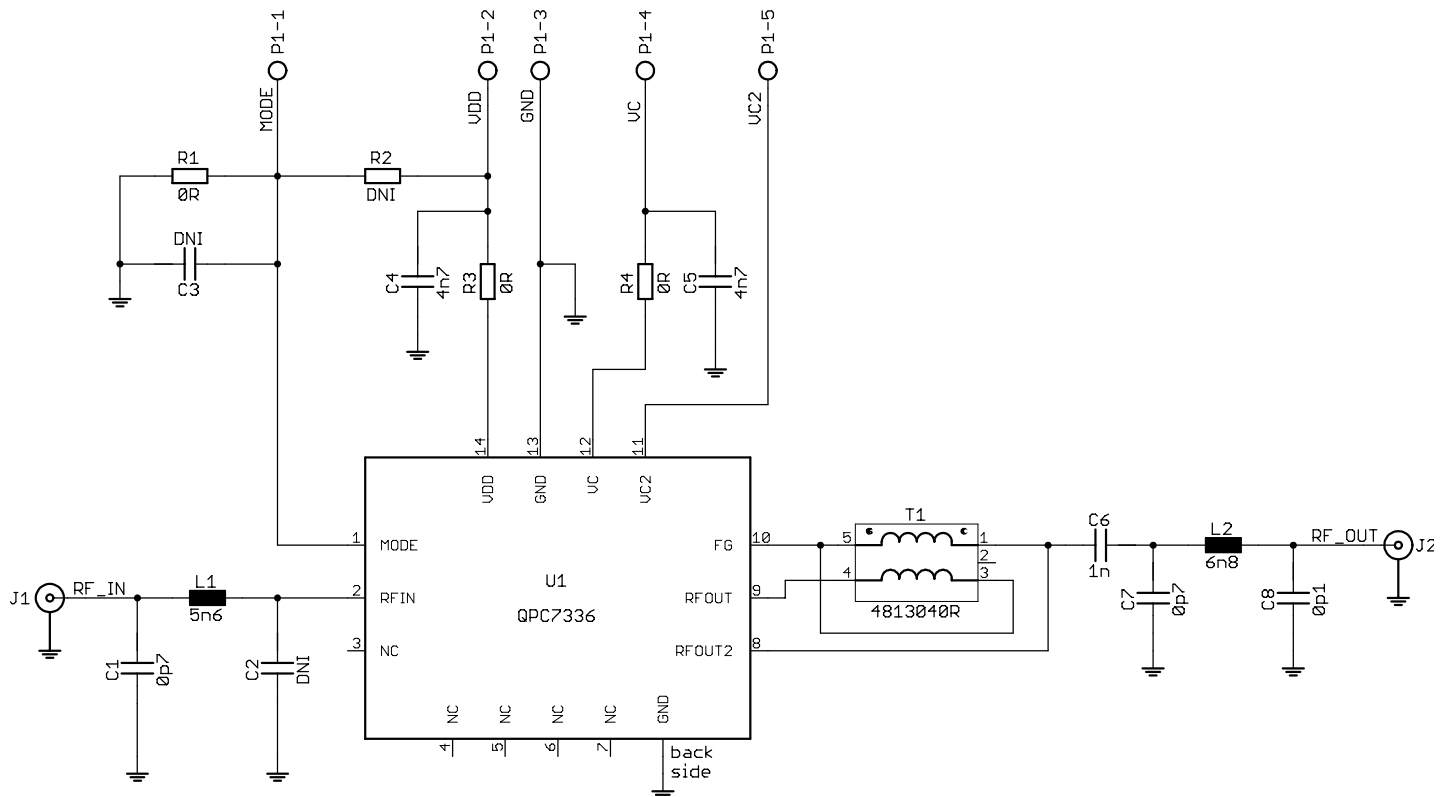 P1-1
P1-2
P1-3
P1-4
P1-5
MODE
VDD
GND
VC
VC2
R1
0R
R2
DNI
DNI
C3
C4
4n7
R3
0R
R4
0R
C5
4n7
14
13
12
11
VDD
GND
VC
VC2
1
MODE
FG
10
T1
5
1
2
4
3
4813040R
C6
1n
L2
6n8
RF_OUT
J2
J1
RF_IN
L1
5n6
2
RFIN
U1
QPC7336
RFOUT
9
C7
0p7
C8
0p1
3
NC
RFOUT2
8
C1
0p7
C2
DNI
NC
NC
NC
NC
GND
4
5
6
7
back
side